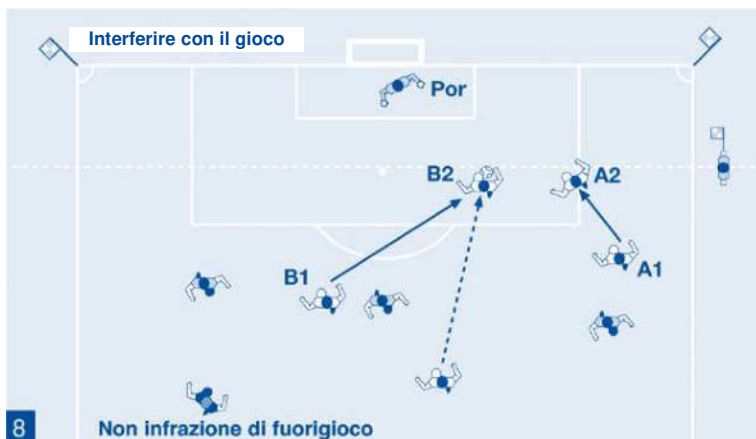 Interferire con il gioco
Por
B2
A2
B1
A1
8
Non infrazione di fuorigioco